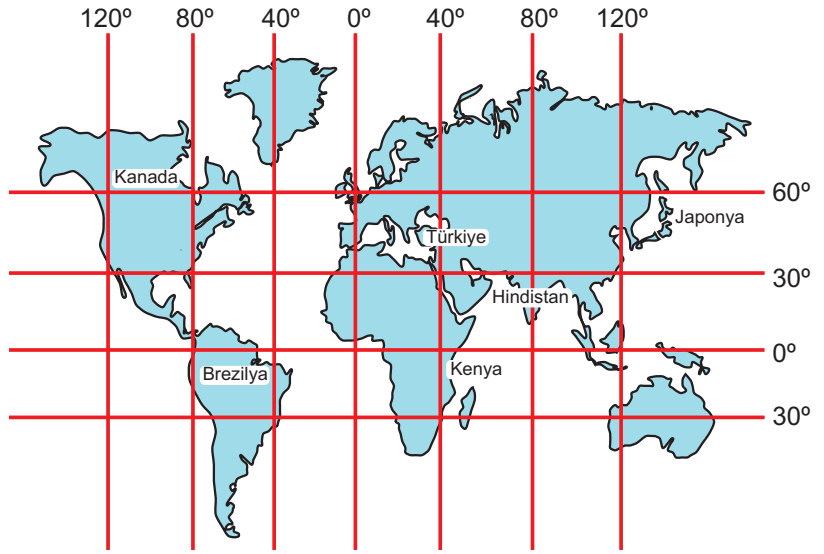 120º 80º 40º 0º 40º 80º 120º
Kanada
60º
Japonya
Türkiye
30º
Hindistan
0º
Brezilya
Kenya
30º